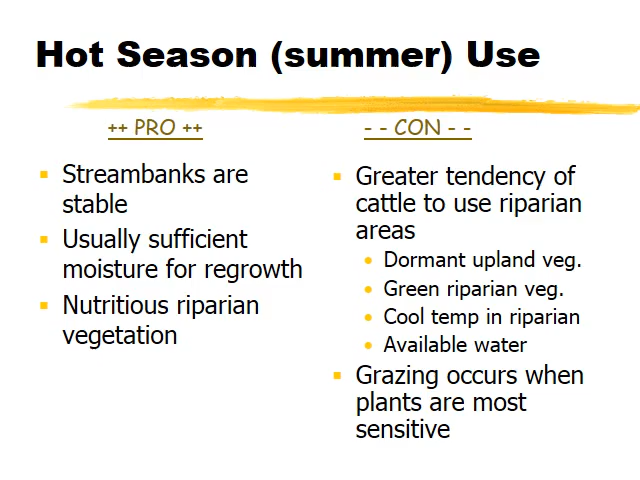 Hot Season (summer) Use
++ PRO ++
▪ Streambanks are
stable
▪ Usually sufficient
moisture for regrowth
▪ Nutritious riparian
vegetation
- - CON - -
▪ Greater tendency of
cattle to use riparian
areas
• Dormant upland veg.
• Green riparian veg.
• Cool temp in riparian
• Available water
▪ Grazing occurs when
plants are most
sensitive